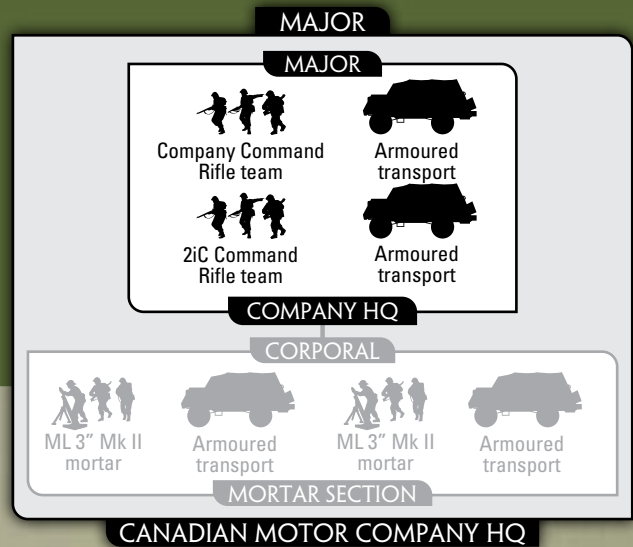 MAJOR
MAJOR
Company Command
Rifle team
Armoured
transport
2iC Command
Rifle team
Armoured
transport
COMPANY HQ
CORPORAL
ML 3” Mk II
mortar
Armoured
transport
ML 3” Mk II
mortar
Armoured
transport
MORTAR SECTION
CANADIAN MOTOR COMPANY HQ